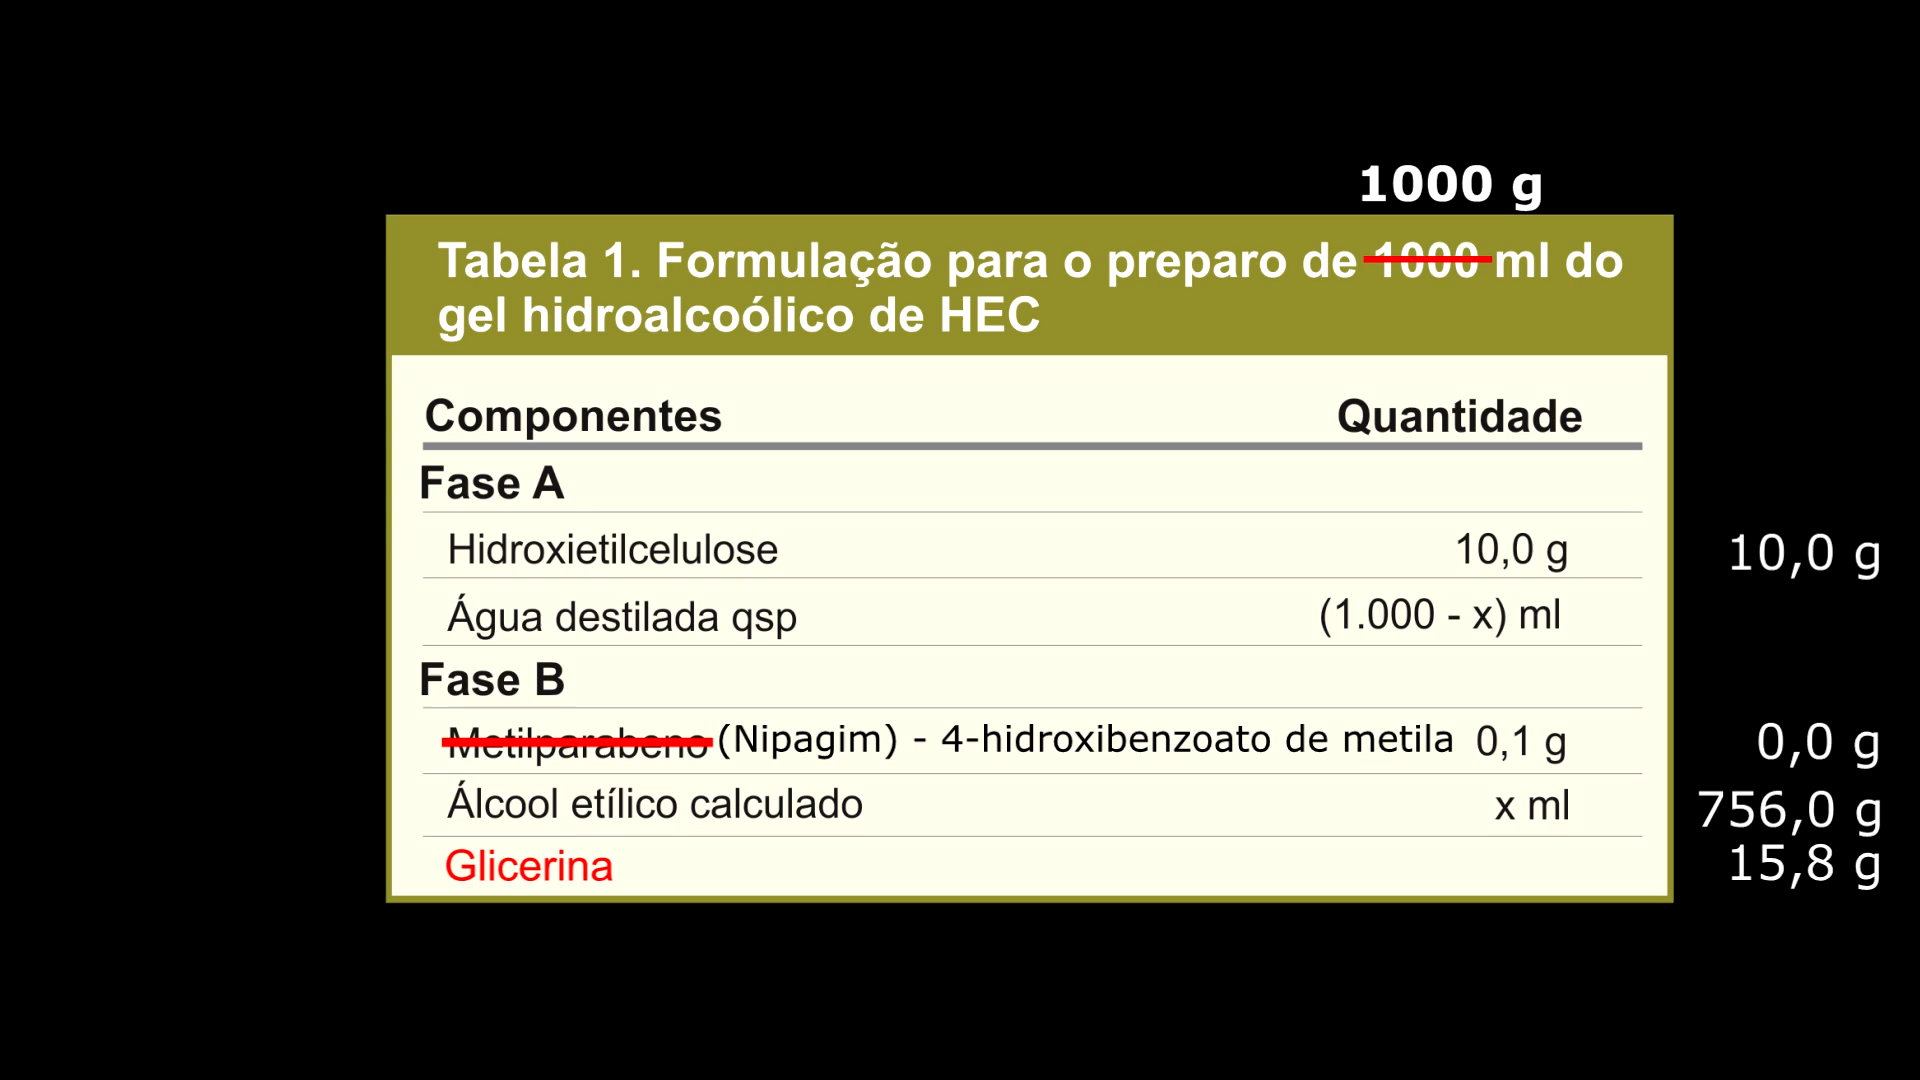 1000 g
Tabela 1. Formulação para o preparo de 1000 ml do
gel hidroalcoólico de HEC
Componentes Quantidade
Fase A
Hidroxietilcelulose 10,0 g 10,0 g
Água destilada qsp (1.000 - x) ml
Fase B
Metilparabeno (Nipagim) - 4-hidroxibenzoato de metila 0,1 g 0,0 g
Álcool etílico calculado x ml 756,0 g
Glicerina 15,8 g